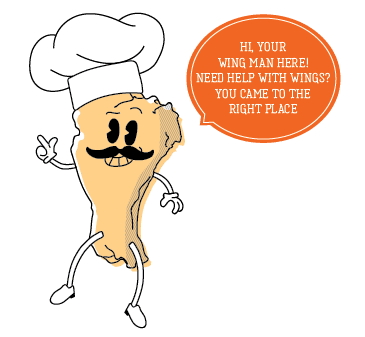 HI, YOUR
WING MAN HERE!
NEED HELP WITH WINGS?
YOU CAME TO THE
RIGHT PLACE